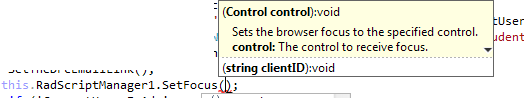 (Control control):void
Sets the browser focus to the specified control.
control: The control to receive focus.
(string clientID):void
this.RadScriptManager1.SetFocus();